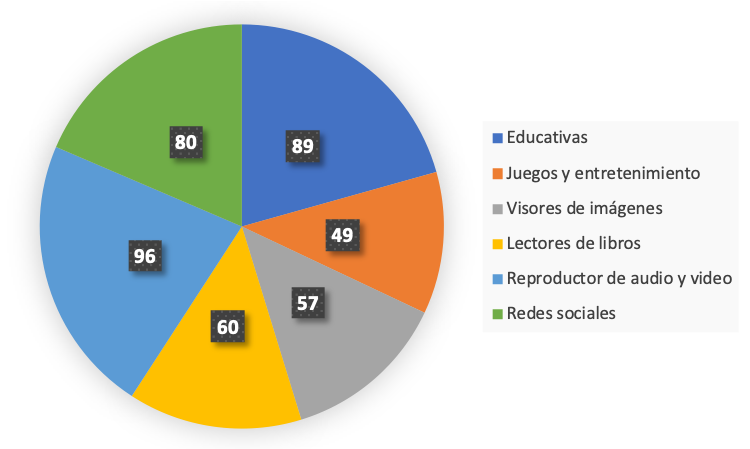 80
89
49
96
57
60
Educativas
Juegos y entretenimiento
Visores de imágenes
Lectores de libros
Reproductor de audio y video
Redes sociales